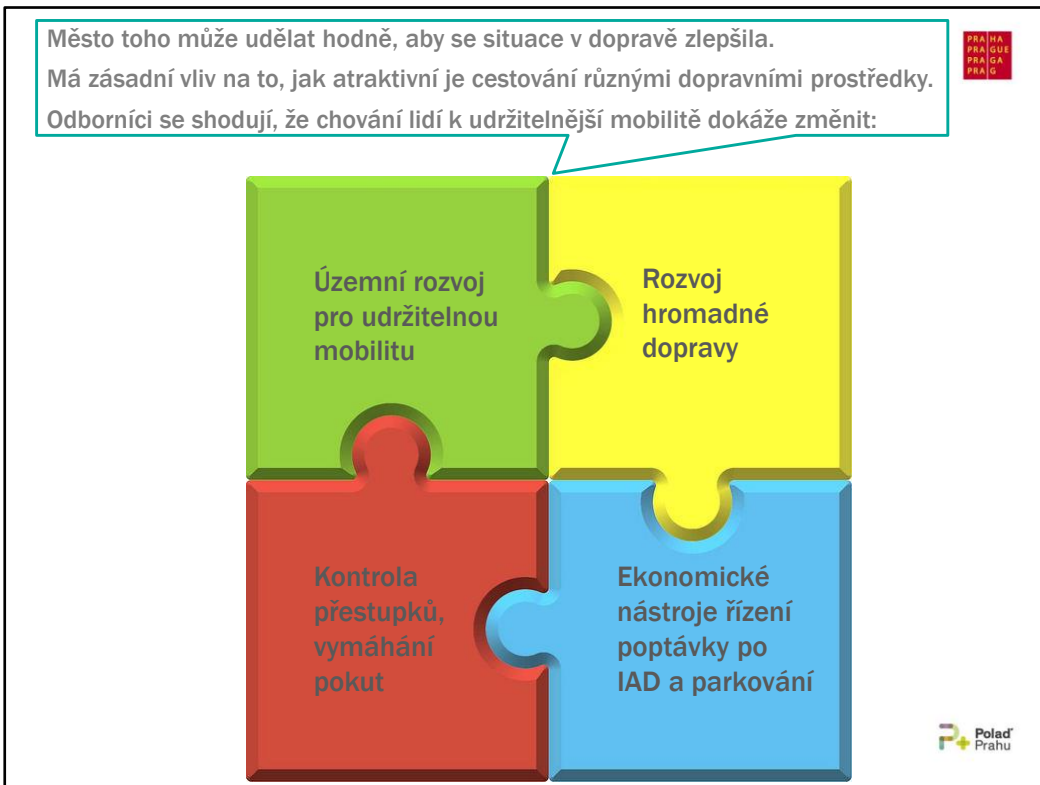 Město toho může udělat hodně, aby se situace v dopravě zlepšila.
Má zásadní vliv na to, jak atraktivní je cestování různými dopravními prostředky.
Odborníci se shodují, že chování lidí k udržitelnější mobilitě dokáže změnit:
PRA HA
PRA GUE
PRA GA
PRA G
Územní rozvoj
pro udržitelnou
mobilitu
Rozvoj
hromadné
dopravy
Kontrola
přestupků,
vymáhání
pokut
Ekonomické
nástroje řízení
poptávky po
IAD a parkování
P+ Polaď
Prahu